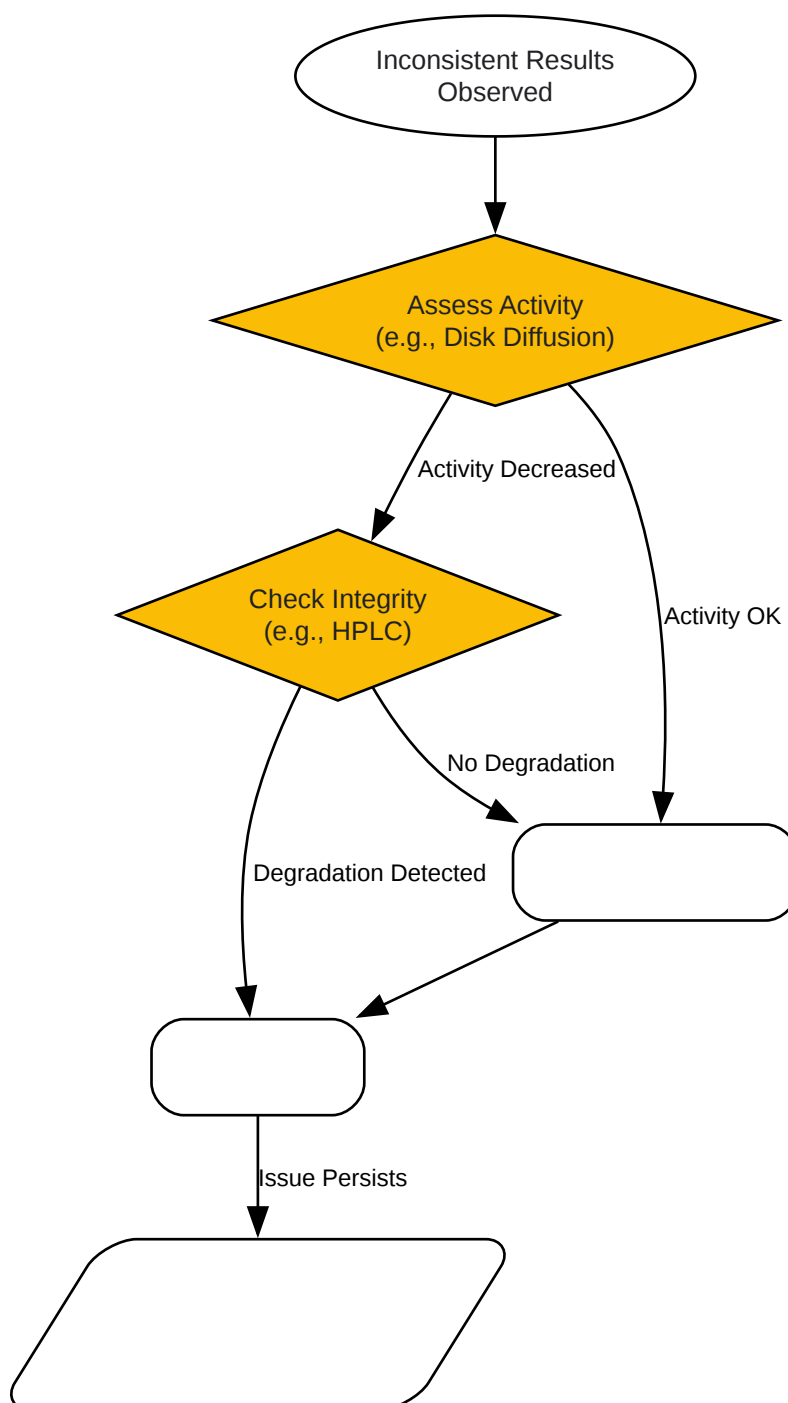 Inconsistent Results
Observed
Assess Activity
(e.g., Disk Diffusion)
Activity Decreased
Check Integrity
(e.g., HPLC)
Activity OK
No Degradation
Degradation Detected
Issue Persists